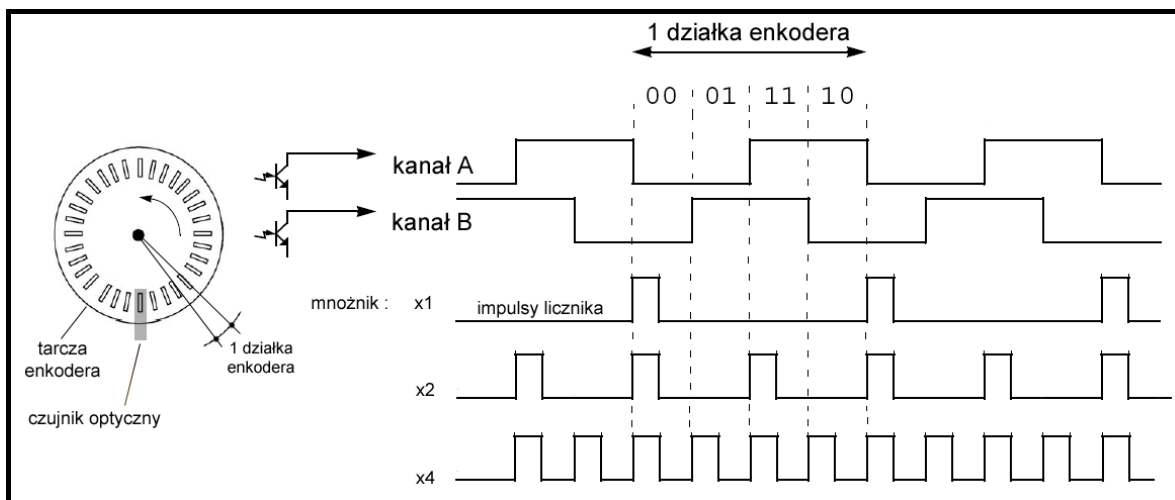 1 działka enkodera
00 01 11 10
kanał A
kanał B
mnożnik : x1 impulsy licznika
tarcza
enkodera
1 działka
enkodera
x2
czujnik optyczny
x4